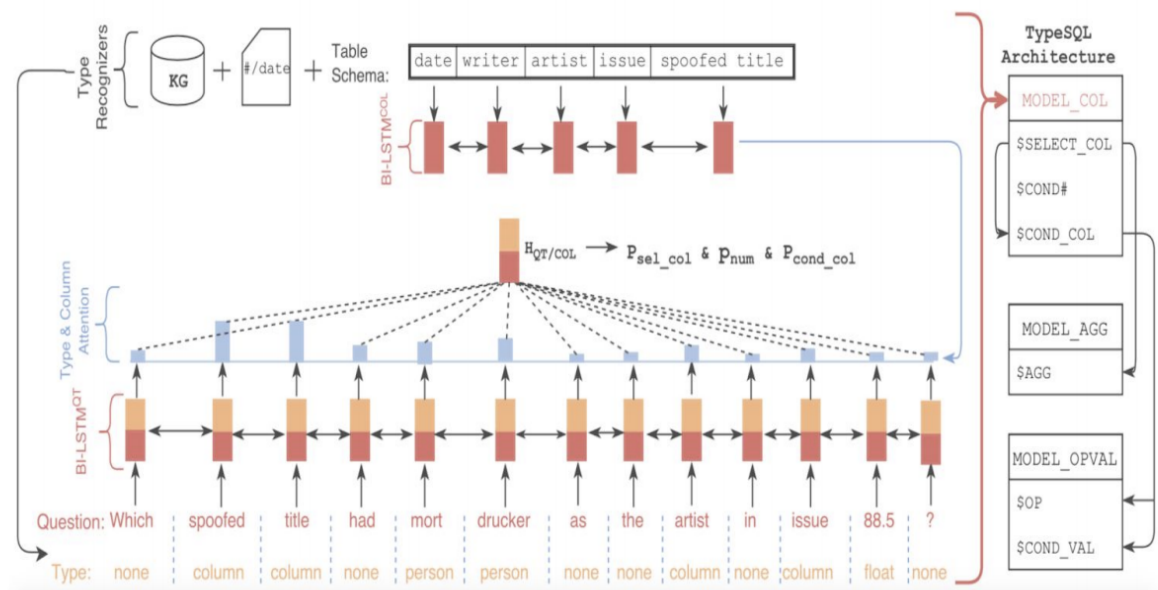 Type Recognizers
KG
+
#/date
+
Table Schema:
date writer artist issue spoofed title
BI-LSTM^COL
H_QT/COL → P_sel_col & p_num & P_cond_col
Type & Column Attention
BI-LSTM^QT
Question: Which spoofed title had mort drucker as the artist in issue 88.5 ?
Type: none column column none person person none none column none column float none
TypeSQL
Architecture
MODEL_COL
$SELECT_COL
$COND#
$COND_COL
MODEL_AGG
$AGG
MODEL_OPVAL
$OP
$COND_VAL